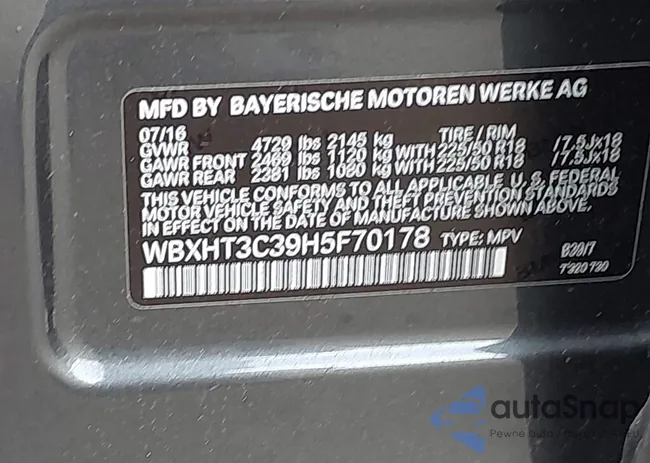 MFD BY BAYERISCHE MOTOREN WERKE AG
07/16 TIRE / RIM
GVWR 4729 lbs 2145 kg
GAWR FRONT 2469 lbs 1120 kg WITH 225/50 R18 /7.5Jx18
GAWR REAR 2381 lbs 1080 kg WITH 225/50 R18 /7.5Jx18
THIS VEHICLE CONFORMS TO ALL APPLICABLE U.S. FEDERAL
MOTOR VEHICLE SAFETY AND THEFT PREVENTION STANDARDS
IN EFFECT ON THE DATE OF MANUFACTURE SHOWN ABOVE.
WBXHT3C39H5F70178 TYPE: MPV
autoSnap